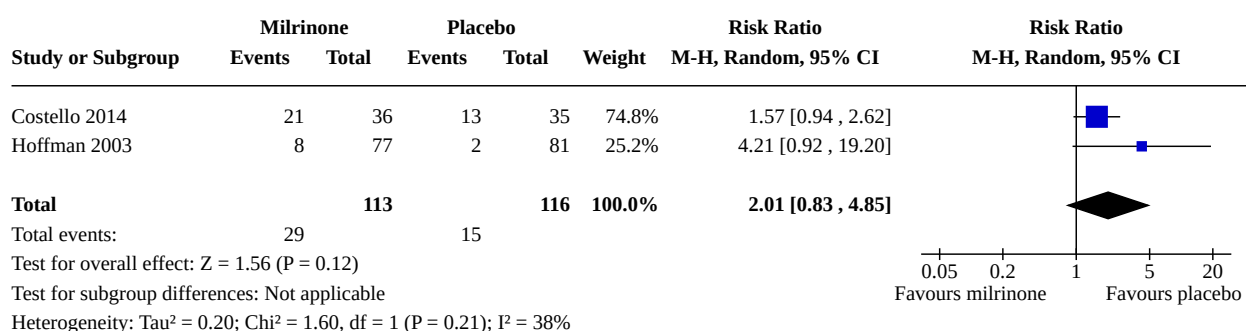 Milrinone Placebo Risk Ratio Risk Ratio
Study or Subgroup Events Total Events Total Weight M-H, Random, 95% CI M-H, Random, 95% CI
Costello 2014 21 36 13 35 74.8% 1.57 [0.94 , 2.62]
Hoffman 2003 8 77 2 81 25.2% 4.21 [0.92 , 19.20]
Total 113 116 100.0% 2.01 [0.83 , 4.85]
Total events: 29 15
Test for overall effect: Z = 1.56 (P = 0.12)
Test for subgroup differences: Not applicable
Heterogeneity: Tau² = 0.20; Chi² = 1.60, df = 1 (P = 0.21); I² = 38%
0.05 0.2 1 5 20
Favours milrinone Favours placebo